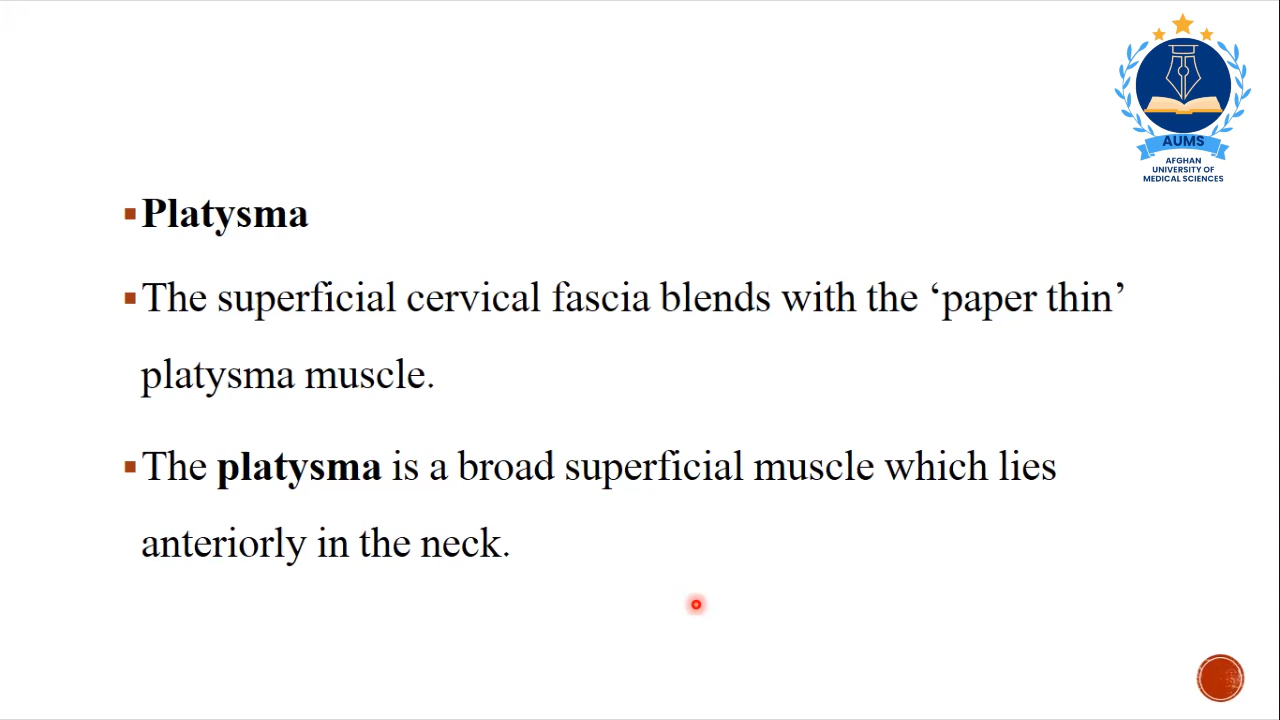 AUMS
AFGHAN
UNIVERSITY OF
MEDICAL SCIENCES
▪Platysma
▪The superficial cervical fascia blends with the ‘paper thin’
platysma muscle.
▪The platysma is a broad superficial muscle which lies
anteriorly in the neck.